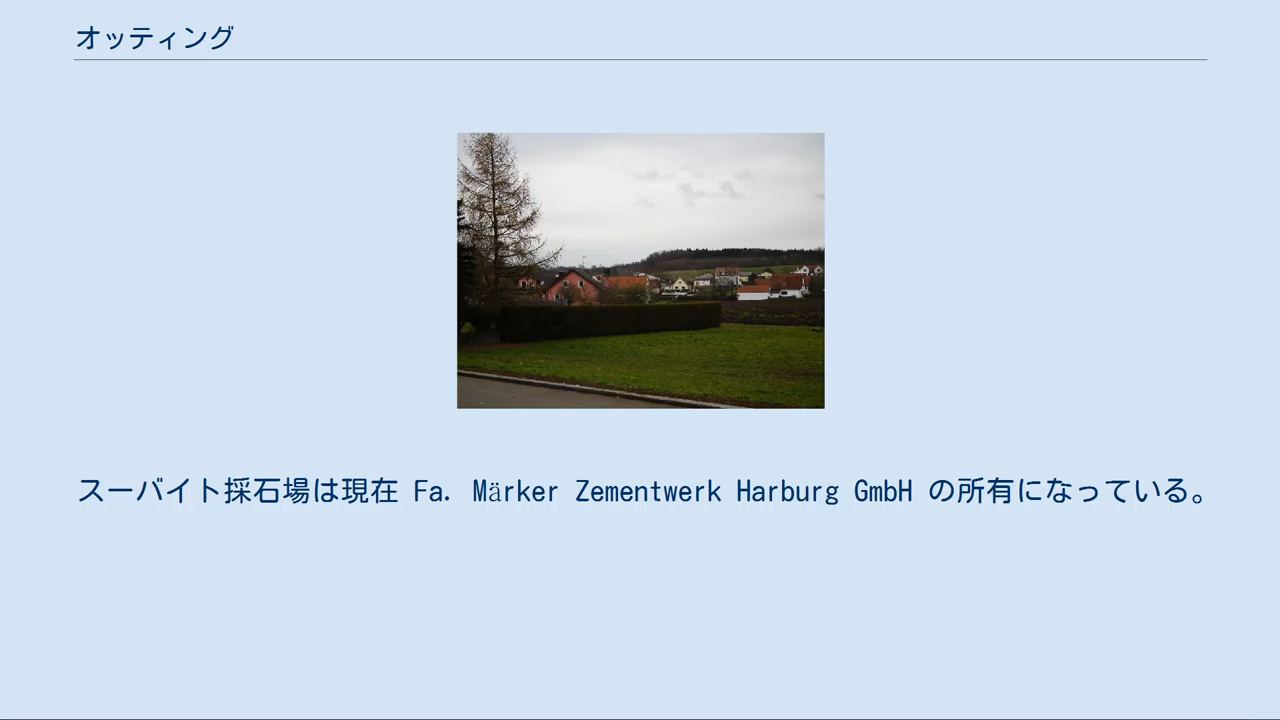 オッティング
スーバイト採石場は現在 Fa. Märker Zementwerk Harburg GmbH の所有になっている。